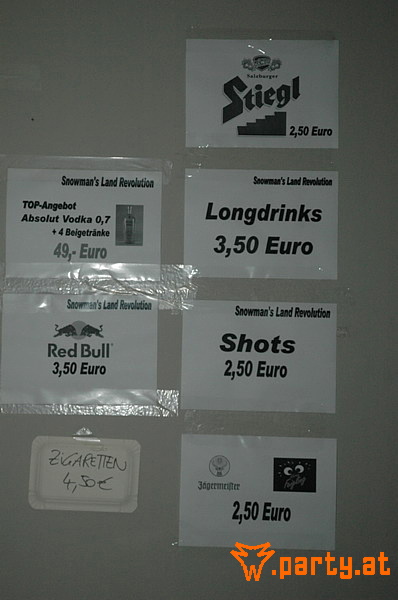 Salzburger
Stiegl
2,50 Euro
Snowman's Land Revolution
TOP-Angebot
Absolut Vodka 0,7
+ 4 Beigetränke
49,- Euro
Snowman's Land Revolution
Longdrinks
3,50 Euro
Snowman's Land Revolution
Red Bull
3,50 Euro
Snowman's Land Revolution
Shots
2,50 Euro
ZIGARETTEN
4,50€
Jägermeister
2,50 Euro
w.party.at